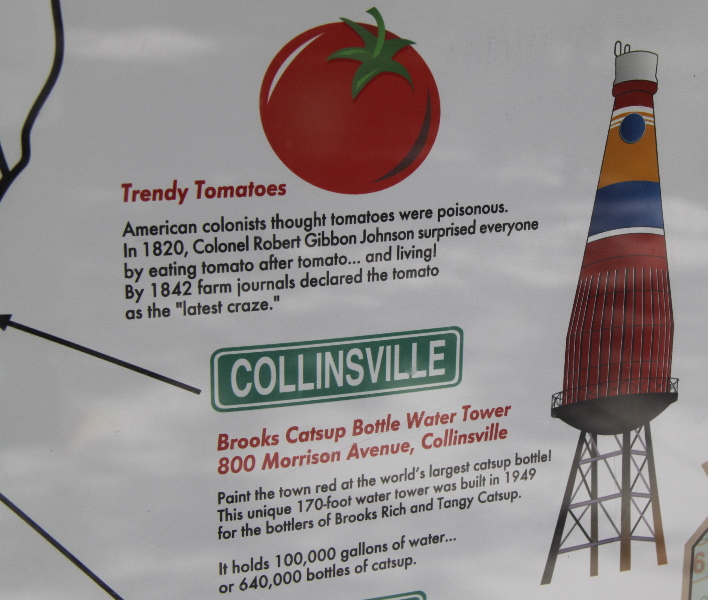 Trendy Tomatoes
American colonists thought tomatoes were poisonous.
In 1820, Colonel Robert Gibbon Johnson surprised everyone
by eating tomato after tomato... and living!
By 1842 farm journals declared the tomato
as the "latest craze."
COLLINSVILLE
Brooks Catsup Bottle Water Tower
800 Morrison Avenue, Collinsville
Paint the town red at the world's largest catsup bottle!
This unique 170-foot water tower was built in 1949
for the bottlers of Brooks Rich and Tangy Catsup.
It holds 100,000 gallons of water...
or 640,000 bottles of catsup.
6